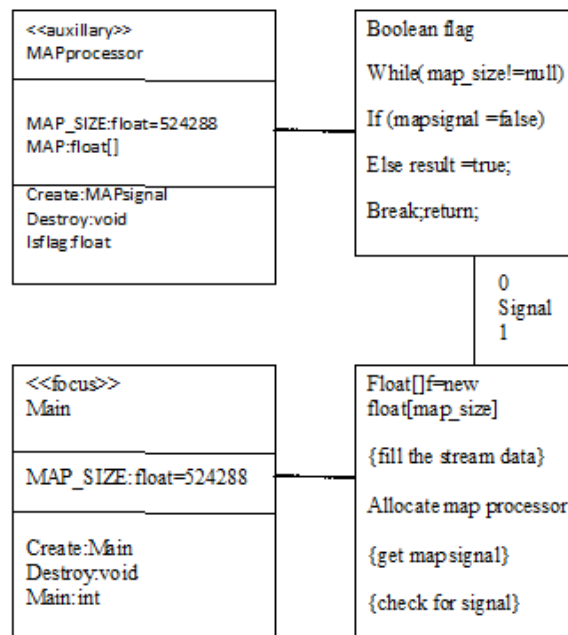 <<auxillary>>
MAPprocessor
MAP_SIZE:float=524288
MAP:float[]
Create:MAPsignal
Destroy:void
Isflag:float
Boolean flag
While( map_size!=null)
If (mapsignal =false)
Else result =true;
Break;return;
0
Signal
1
<<focus>>
Main
MAP_SIZE:float=524288
Create:Main
Destroy:void
Main:int
Float[]f=new
float[map_size]
{fill the stream data}
Allocate map processor
{get mapsignal}
{check for signal}